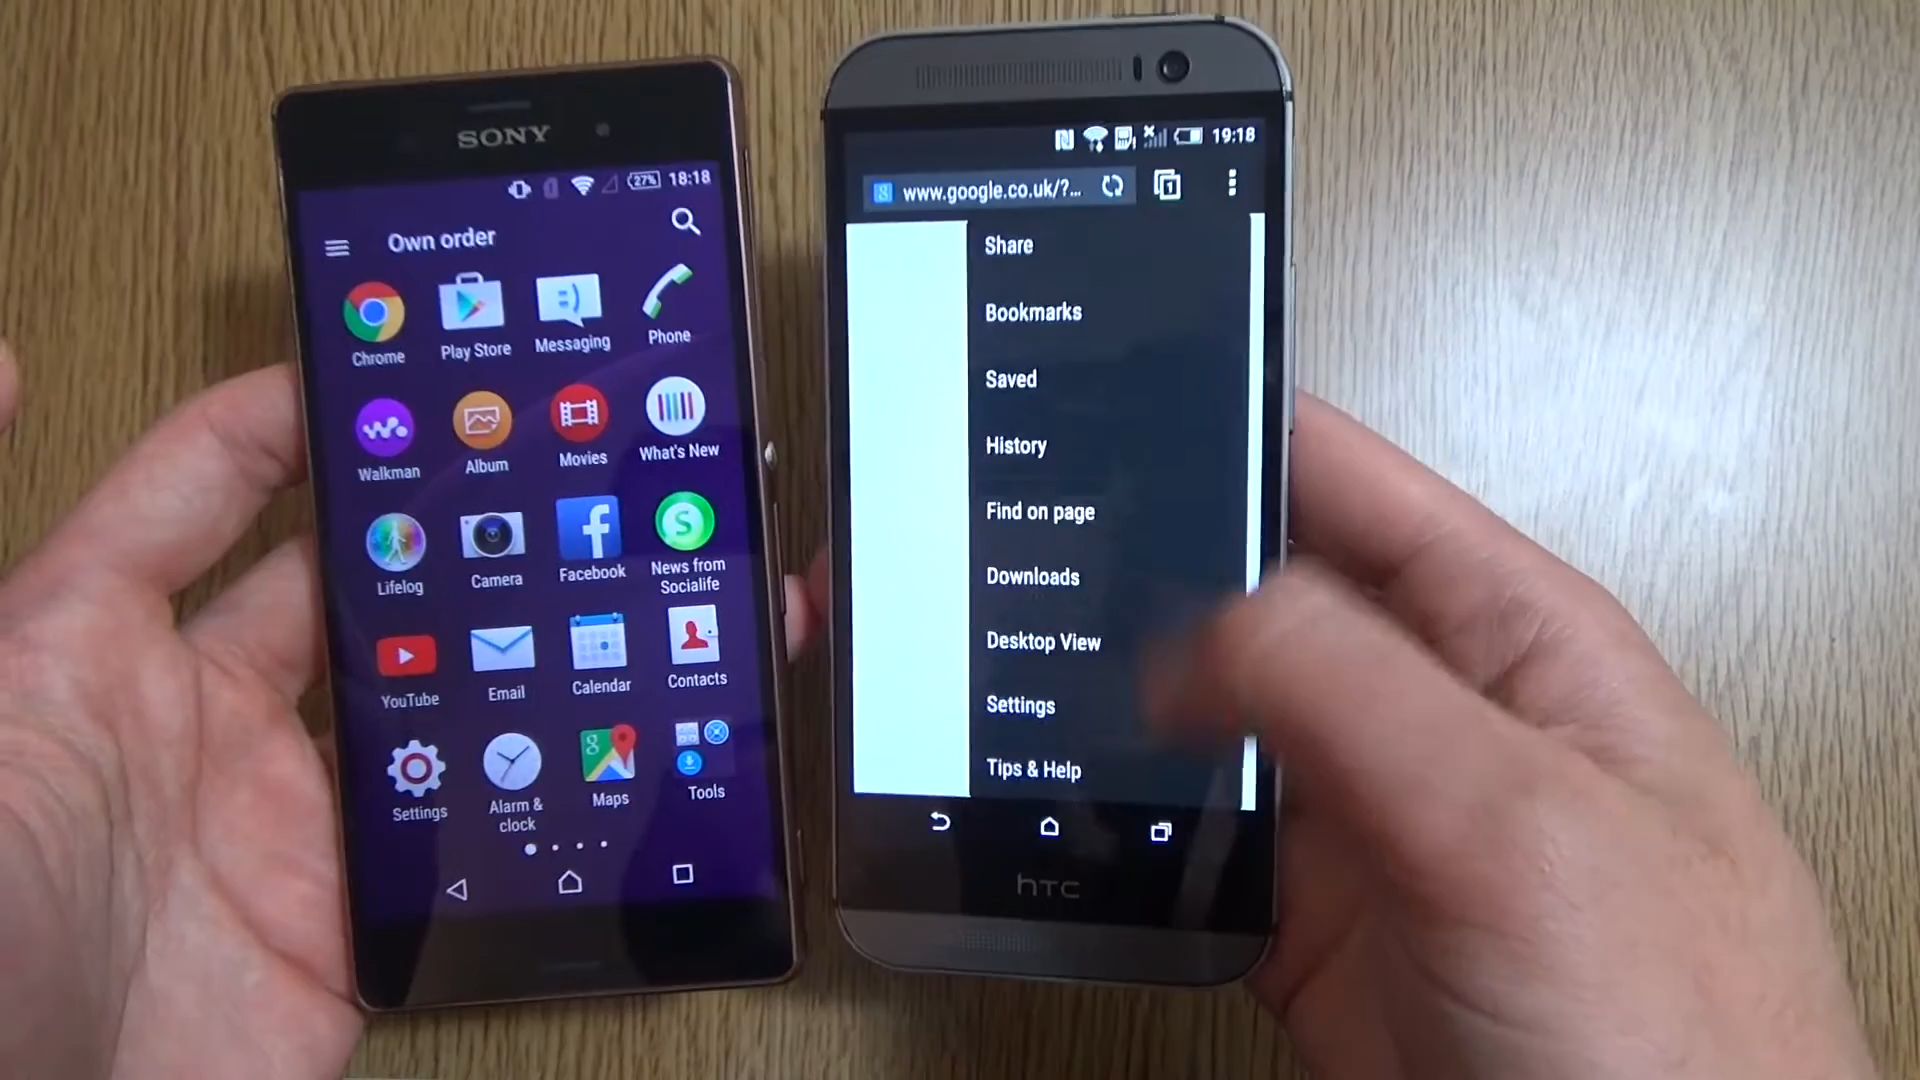 SONY
27%
18:18
Own order
Chrome
Play Store
Messaging
Phone
Walkman
Album
Movies
What's New
Lifelog
Camera
Facebook
News from
Socialife
YouTube
Email
Calendar
Contacts
Settings
Alarm &
clock
Maps
Tools
19:18
www.google.co.uk/?...
1
Share
Bookmarks
Saved
History
Find on page
Downloads
Desktop View
Settings
Tips & Help
hTC